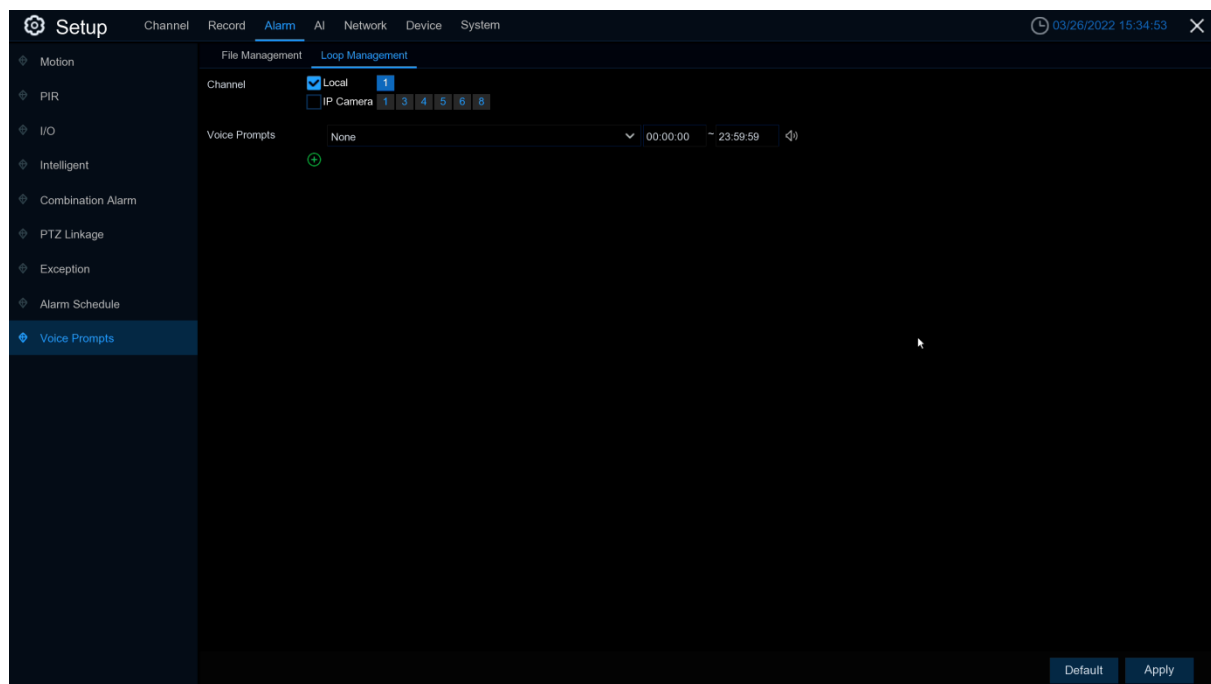 Setup Channel Record Alarm AI Network Device System 03/26/2022 15:34:53
File Management Loop Management
Motion
PIR
I/O
Intelligent
Combination Alarm
PTZ Linkage
Exception
Alarm Schedule
Voice Prompts
Channel Local 1
IP Camera 1 3 4 5 6 8
Voice Prompts None 00:00:00 ~ 23:59:59
Default Apply